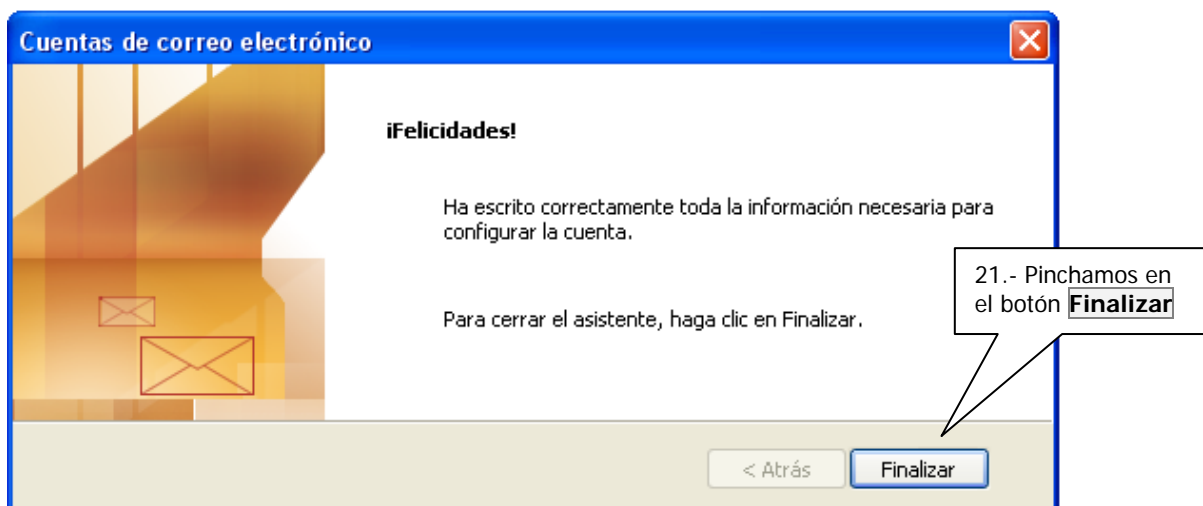 Cuentas de correo electrónico
¡Felicidades!
Ha escrito correctamente toda la información necesaria para
configurar la cuenta.
21.- Pinchamos en
el botón Finalizar
Para cerrar el asistente, haga clic en Finalizar.
< Atrás
Finalizar